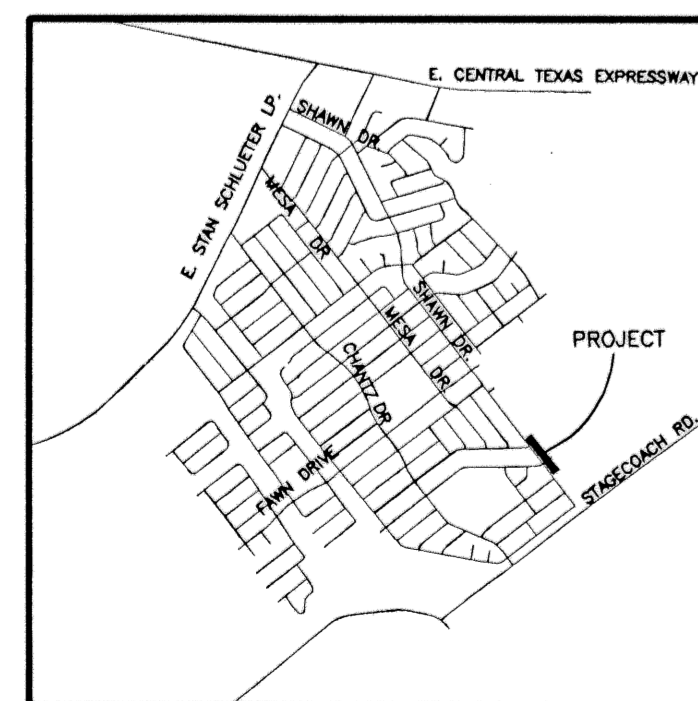 E. CENTRAL TEXAS EXPRESSWAY
E. STAN SCHLUETER LP.
SHAWN DR.
MESA DR
SHAWN DR.
MESA DR.
CHANTZ DR
PROJECT
STAGECOACH RD.
FAWN DRIVE